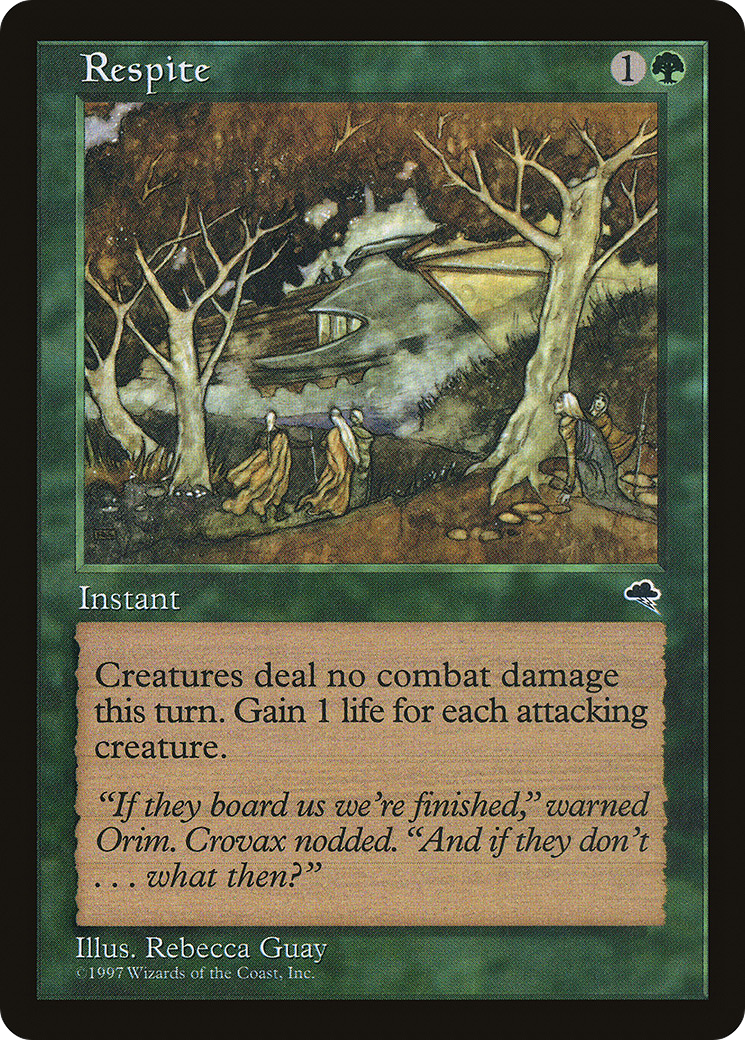 Respite 1
Instant
Creatures deal no combat damage
this turn. Gain 1 life for each attacking
creature.
“If they board us we’re finished,” warned
Orim. Crovax nodded. “And if they don’t
. . . what then?”
Illus. Rebecca Guay
©1997 Wizards of the Coast, Inc.